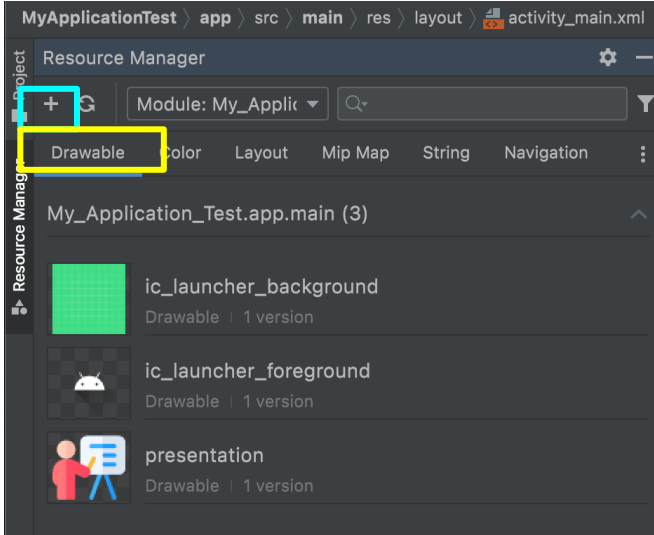 MyApplicationTest 〉 app 〉 src 〉 main 〉 res 〉 layout 〉 activity_main.xml
Project
Resource Manager
Resource Manager
+ Module: My_Applic
Drawable Color Layout Mip Map String Navigation
My_Application_Test.app.main (3)
ic_launcher_background
Drawable | 1 version
ic_launcher_foreground
Drawable | 1 version
presentation
Drawable | 1 version